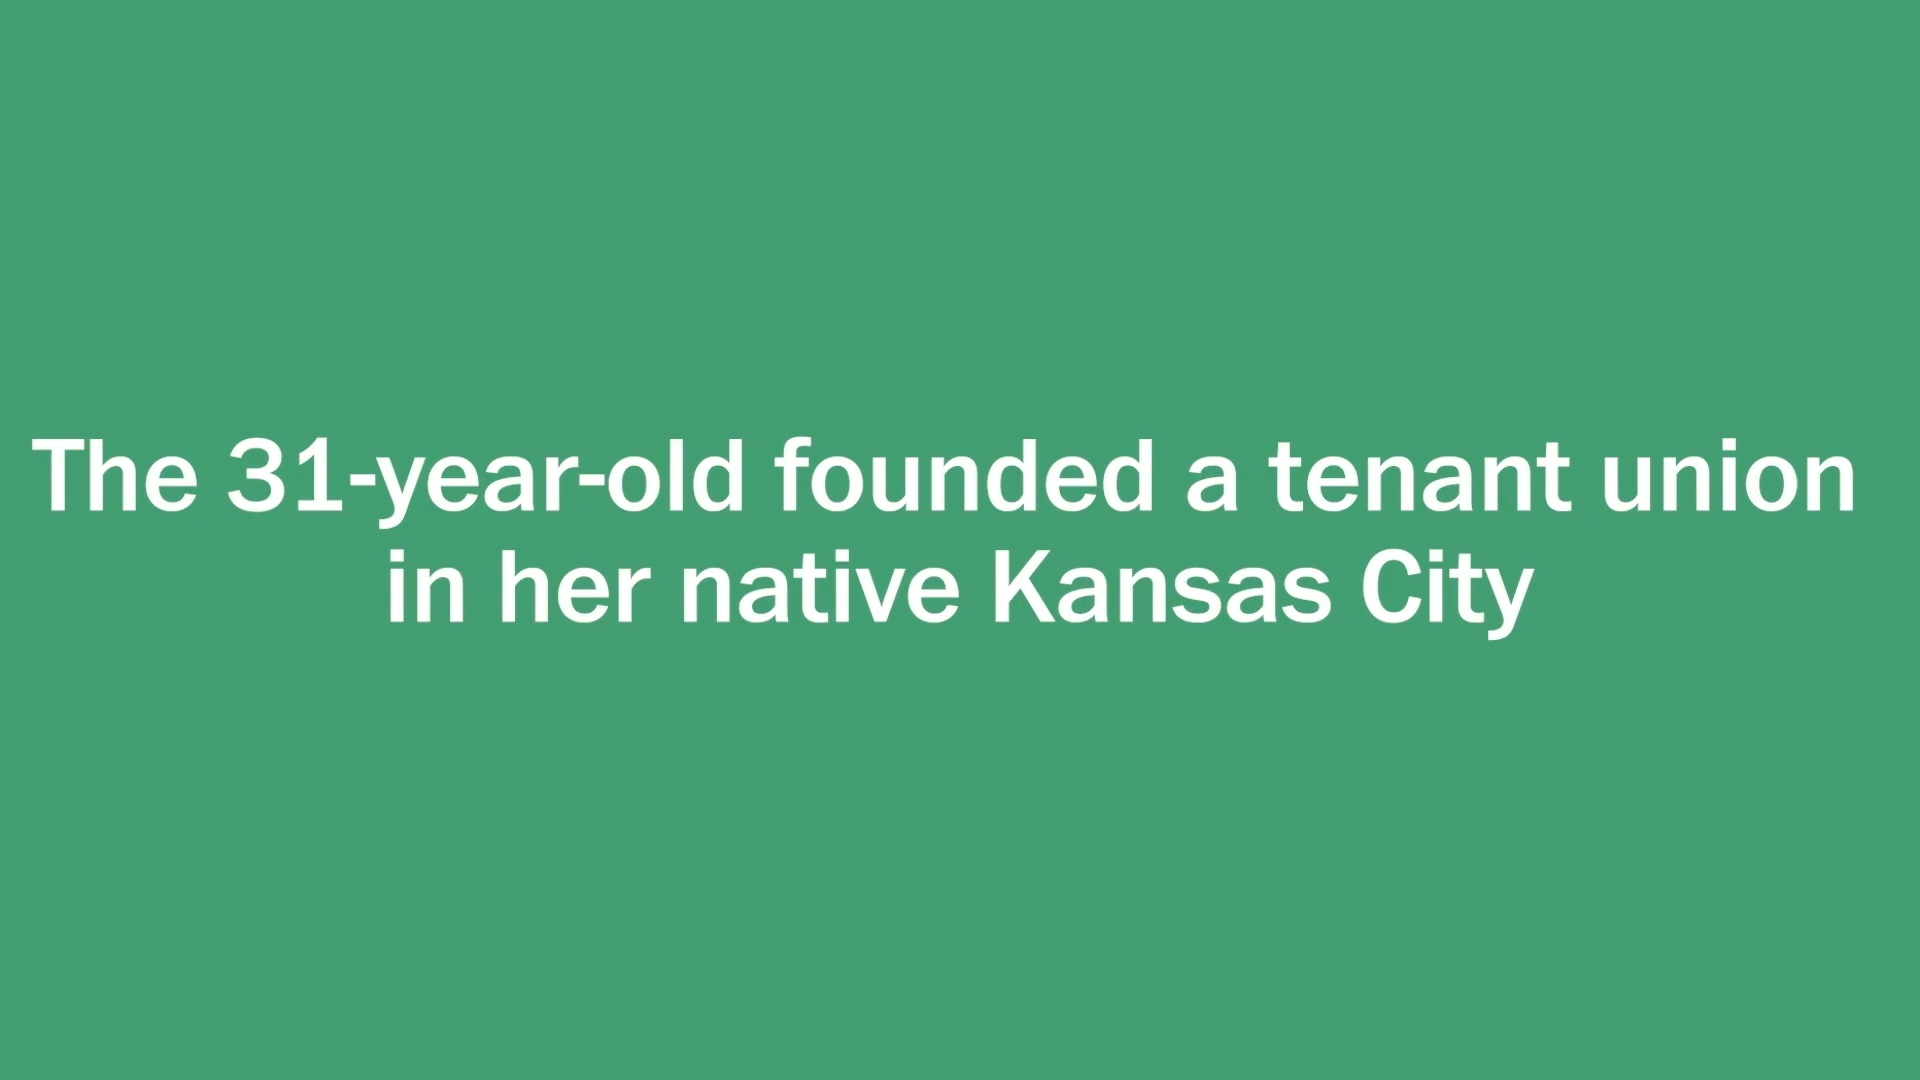 The 31-year-old founded a tenant union
in her native Kansas City